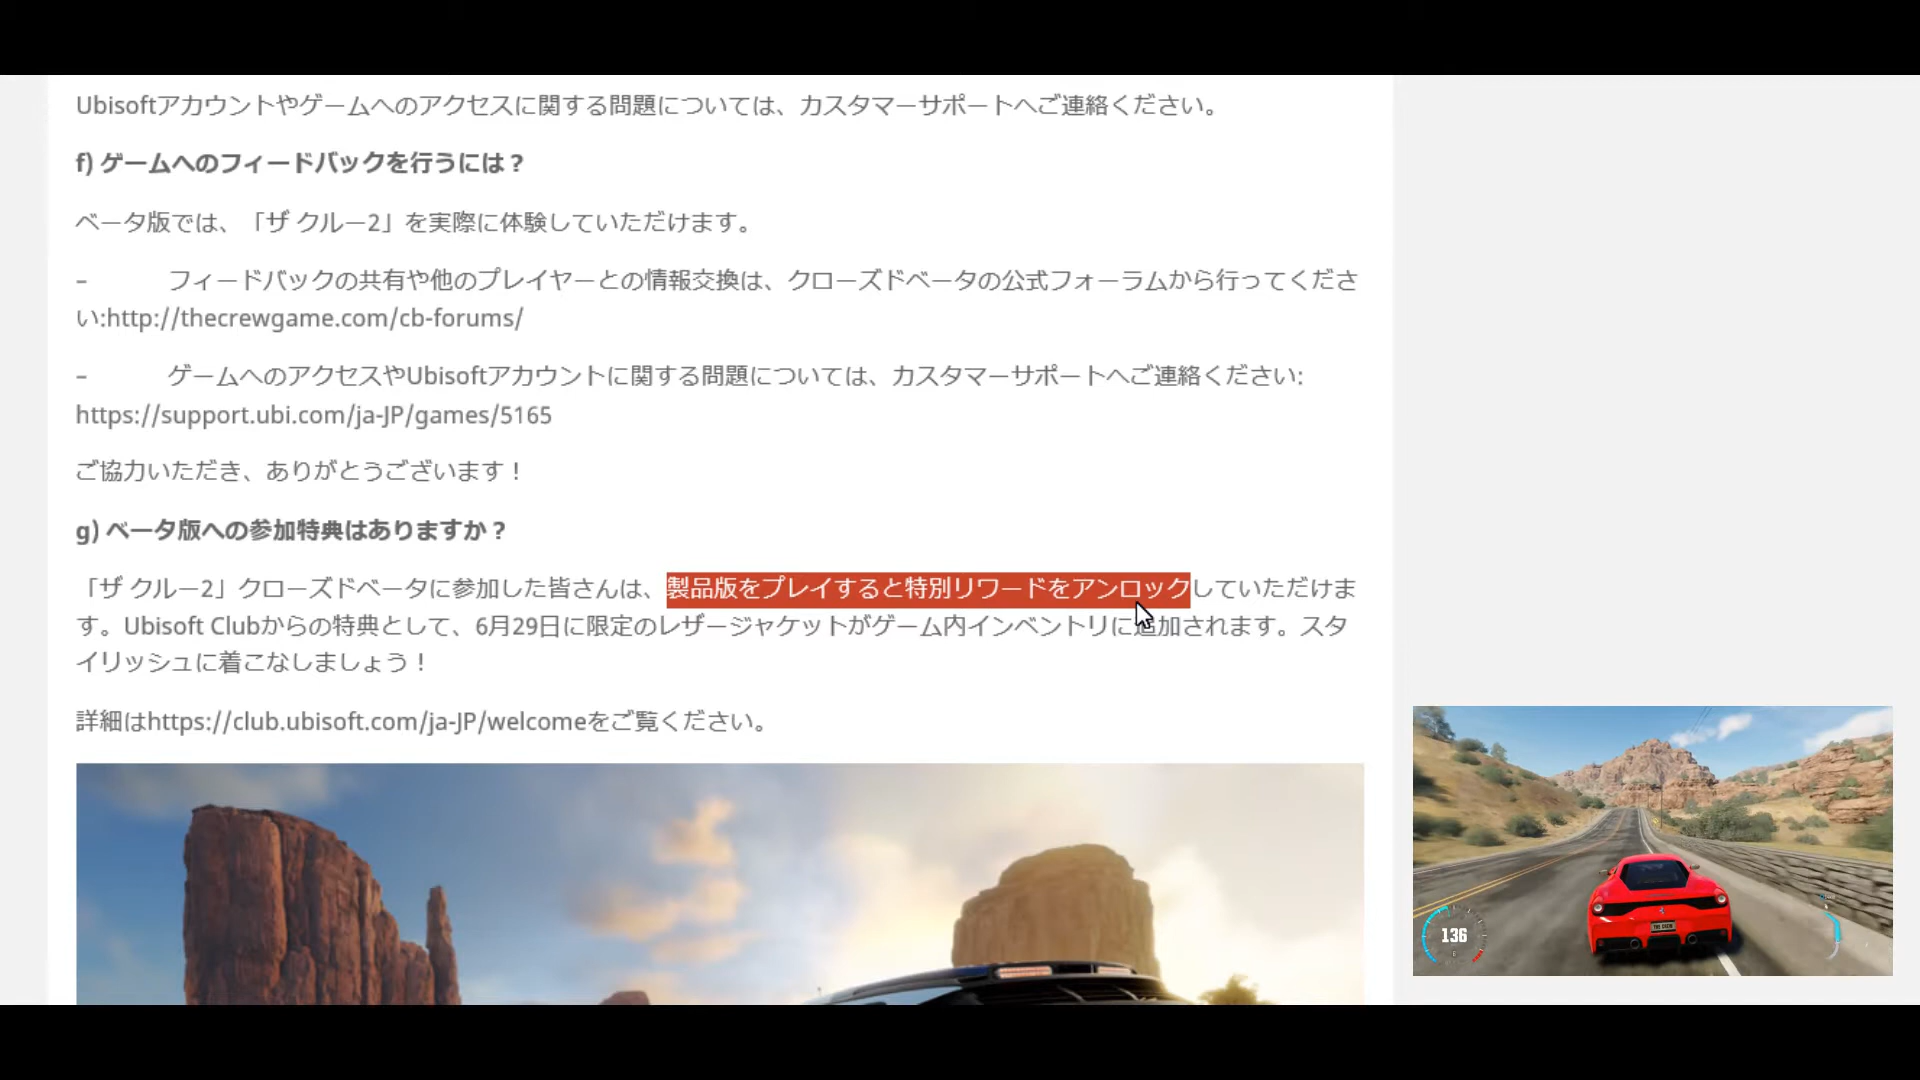 Ubisoftアカウントやゲームへのアクセスに関する問題については、カスタマーサポートへご連絡ください。
f) ゲームへのフィードバックを行うには？
ベータ版では、「ザ クルー2」を実際に体験していただけます。
– フィードバックの共有や他のプレイヤーとの情報交換は、クローズドベータの公式フォーラムから行ってくださ
い:http://thecrewgame.com/cb-forums/
– ゲームへのアクセスやUbisoftアカウントに関する問題については、カスタマーサポートへご連絡ください:
https://support.ubi.com/ja-JP/games/5165
ご協力いただき、ありがとうございます！
g) ベータ版への参加特典はありますか？
「ザ クルー2」クローズドベータに参加した皆さんは、製品版をプレイすると特別リワードをアンロックしていただけま
す。Ubisoft Clubからの特典として、6月29日に限定のレザージャケットがゲーム内インベントリに追加されます。スタ
イリッシュに着こなしましょう！
詳細はhttps://club.ubisoft.com/ja-JP/welcomeをご覧ください。
136
THE CREW